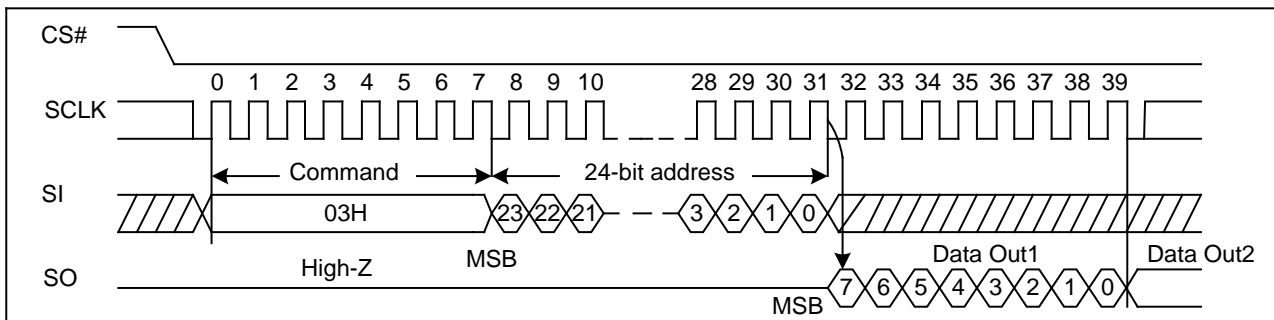 CS#
0 1 2 3 4 5 6 7 8 9 10 28 29 30 31 32 33 34 35 36 37 38 39
SCLK
Command 24-bit address
SI
03H 23 22 21 3 2 1 0
High-Z MSB Data Out1 Data Out2
SO
MSB 7 6 5 4 3 2 1 0